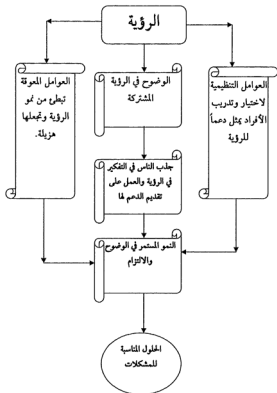 الرؤية
العوامل التنظيمية
لاختيار وتدريب
الأفراد يمثل دعماً
للرؤية
الوضوح في الرؤية
المشتركة
العوامل المعوقة
تبطئ من نمو
الرؤية وتجعلها
هزيلة.
جذب الناس في التفكير
في الرؤية والعمل على
تقديم الدعم لها
النمو المستمر في الوضوح
والالتزام
الحلول المناسبة
للمشكلات